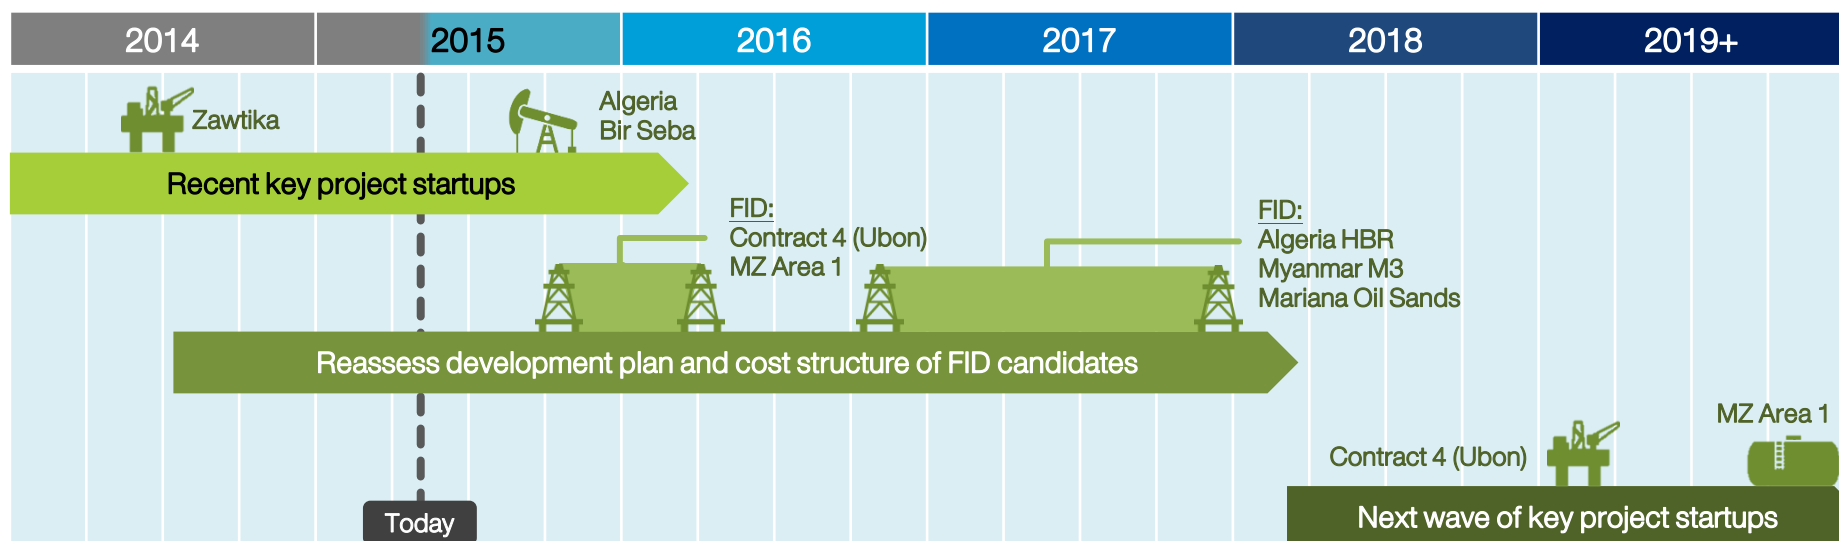 2014 2015 2016 2017 2018 2019+
Zawtika
Algeria
Bir Seba
Recent key project startups
FID:
Contract 4 (Ubon)
MZ Area 1
FID:
Algeria HBR
Myanmar M3
Mariana Oil Sands
Reassess development plan and cost structure of FID candidates
MZ Area 1
Contract 4 (Ubon)
Next wave of key project startups
Today